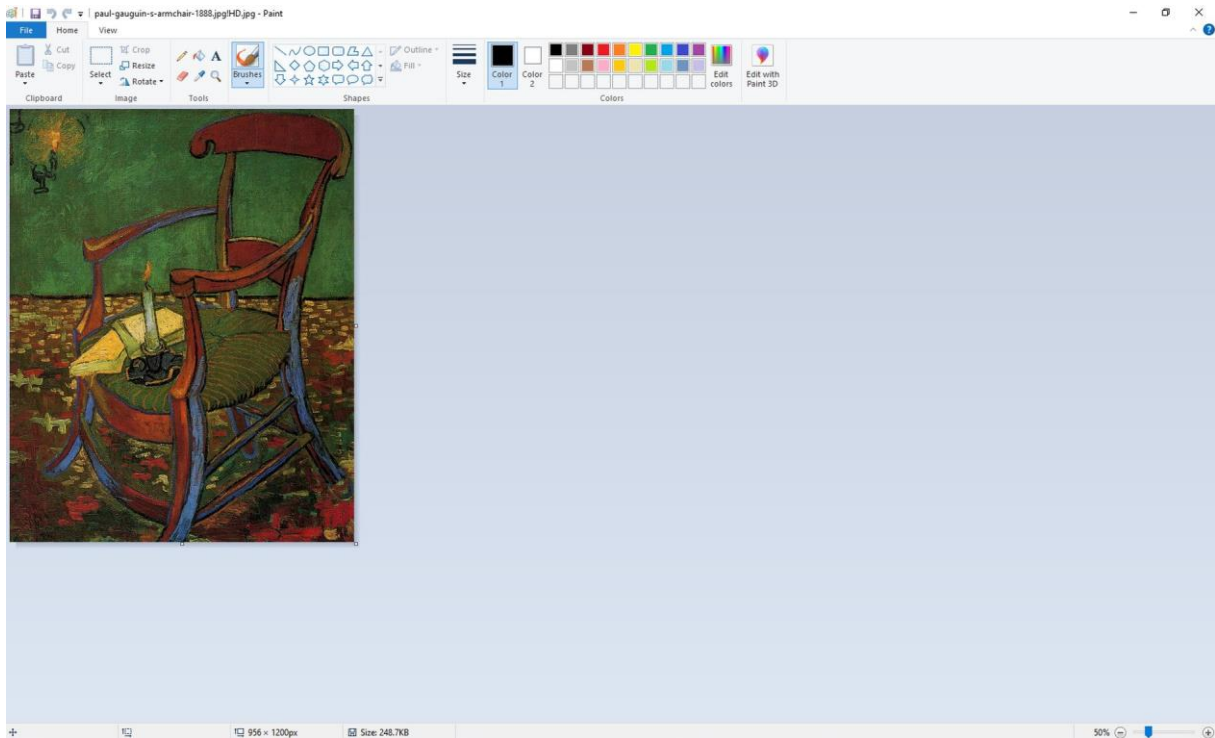 paul-gauguin-s-armchair-1888.jpg!HD.jpg - Paint
File Home View
Paste
Cut
Copy
Clipboard
Select
Crop
Resize
Rotate
Image
A
Tools
Brushes
Outline
Fill
Shapes
Size
Color 1
Color 2
Edit colors
Colors
Edit with Paint 3D
956 × 1200px
Size: 248.7KB
50%